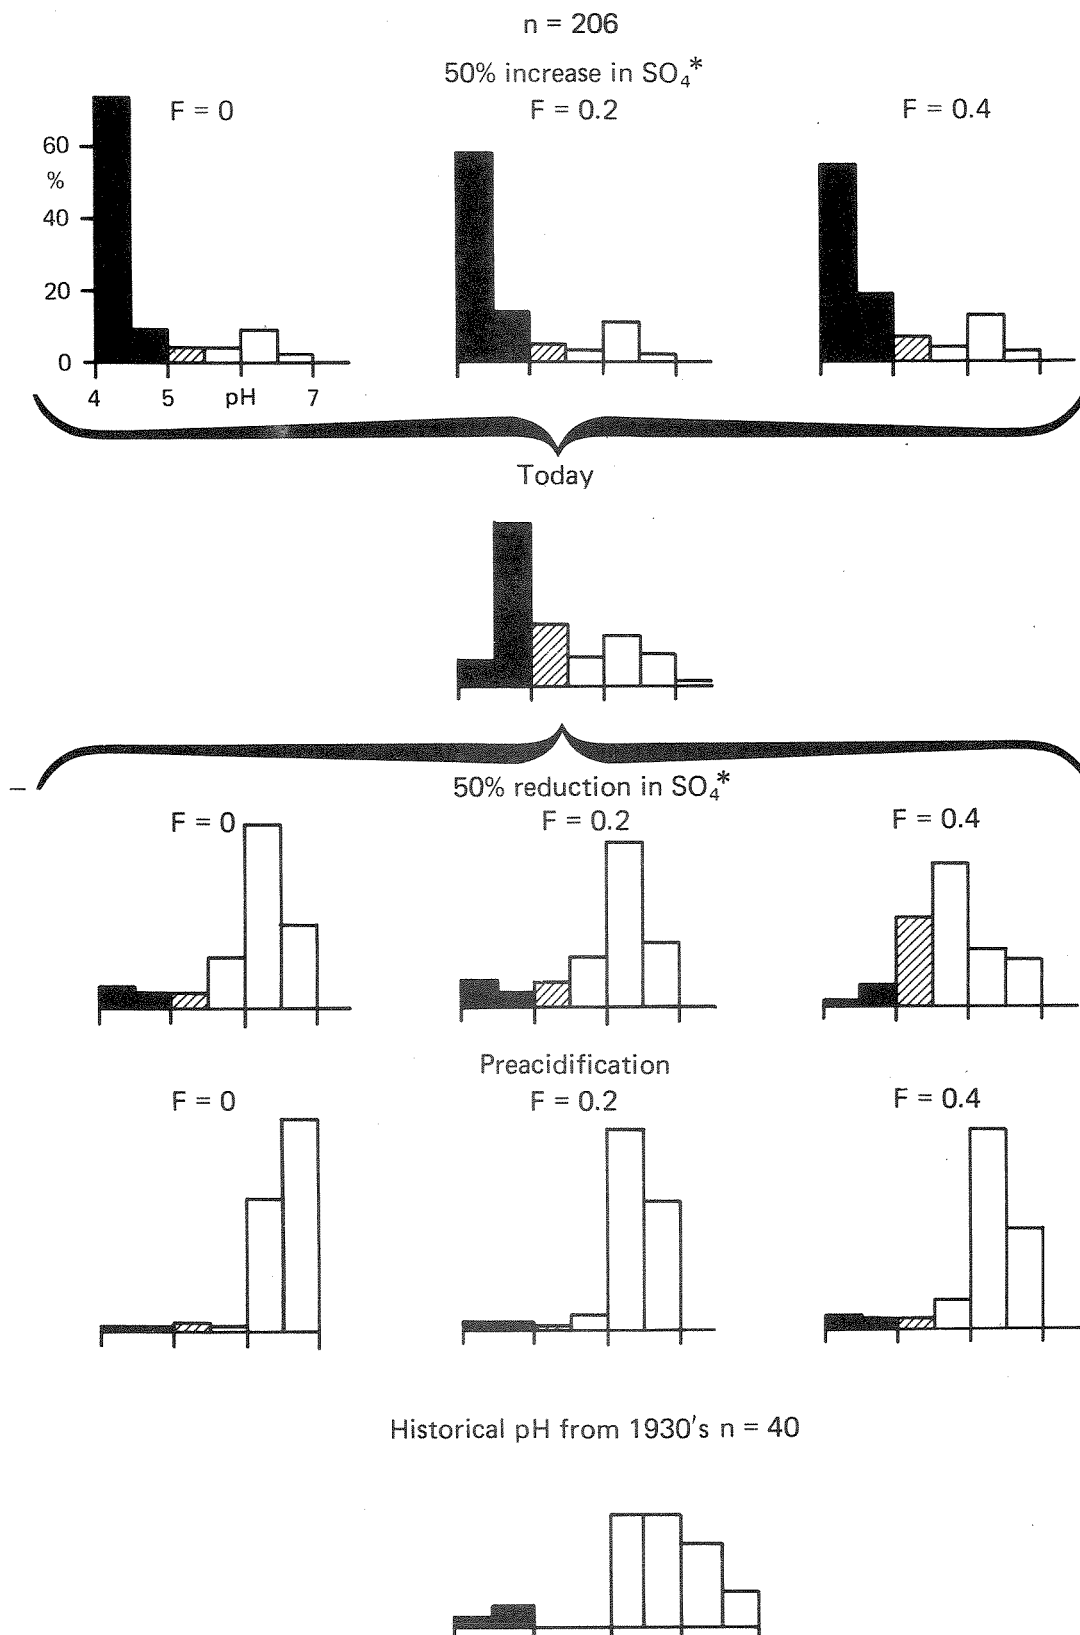 n = 206
50% increase in SO₄*
F = 0
F = 0.2
F = 0.4
60
%
40
20
0
4 5 pH 7
Today
50% reduction in SO₄*
F = 0
F = 0.2
F = 0.4
Preacidification
F = 0
F = 0.2
F = 0.4
Historical pH from 1930's n = 40